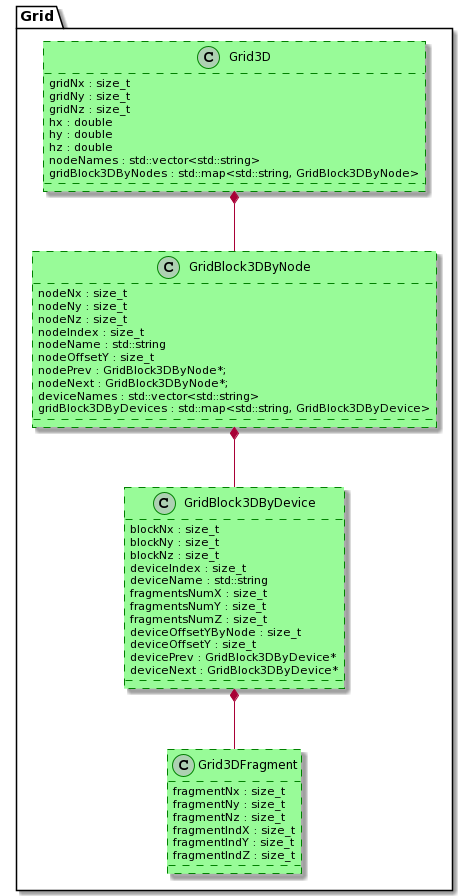 Grid
C Grid3D
gridNx : size_t
gridNy : size_t
gridNz : size_t
hx : double
hy : double
hz : double
nodeNames : std::vector<std::string>
gridBlock3DByNodes : std::map<std::string, GridBlock3DByNode>
C GridBlock3DByNode
nodeNx : size_t
nodeNy : size_t
nodeNz : size_t
nodeIndex : size_t
nodeName : std::string
nodeOffsetY : size_t
nodePrev : GridBlock3DByNode*;
nodeNext : GridBlock3DByNode*;
deviceNames : std::vector<std::string>
gridBlock3DByDevices : std::map<std::string, GridBlock3DByDevice>
C GridBlock3DByDevice
blockNx : size_t
blockNy : size_t
blockNz : size_t
deviceIndex : size_t
deviceName : std::string
fragmentsNumX : size_t
fragmentsNumY : size_t
fragmentsNumZ : size_t
deviceOffsetYByNode : size_t
deviceOffsetY : size_t
devicePrev : GridBlock3DByDevice*
deviceNext : GridBlock3DByDevice*
C Grid3DFragment
fragmentNx : size_t
fragmentNy : size_t
fragmentNz : size_t
fragmentIndX : size_t
fragmentIndY : size_t
fragmentIndZ : size_t